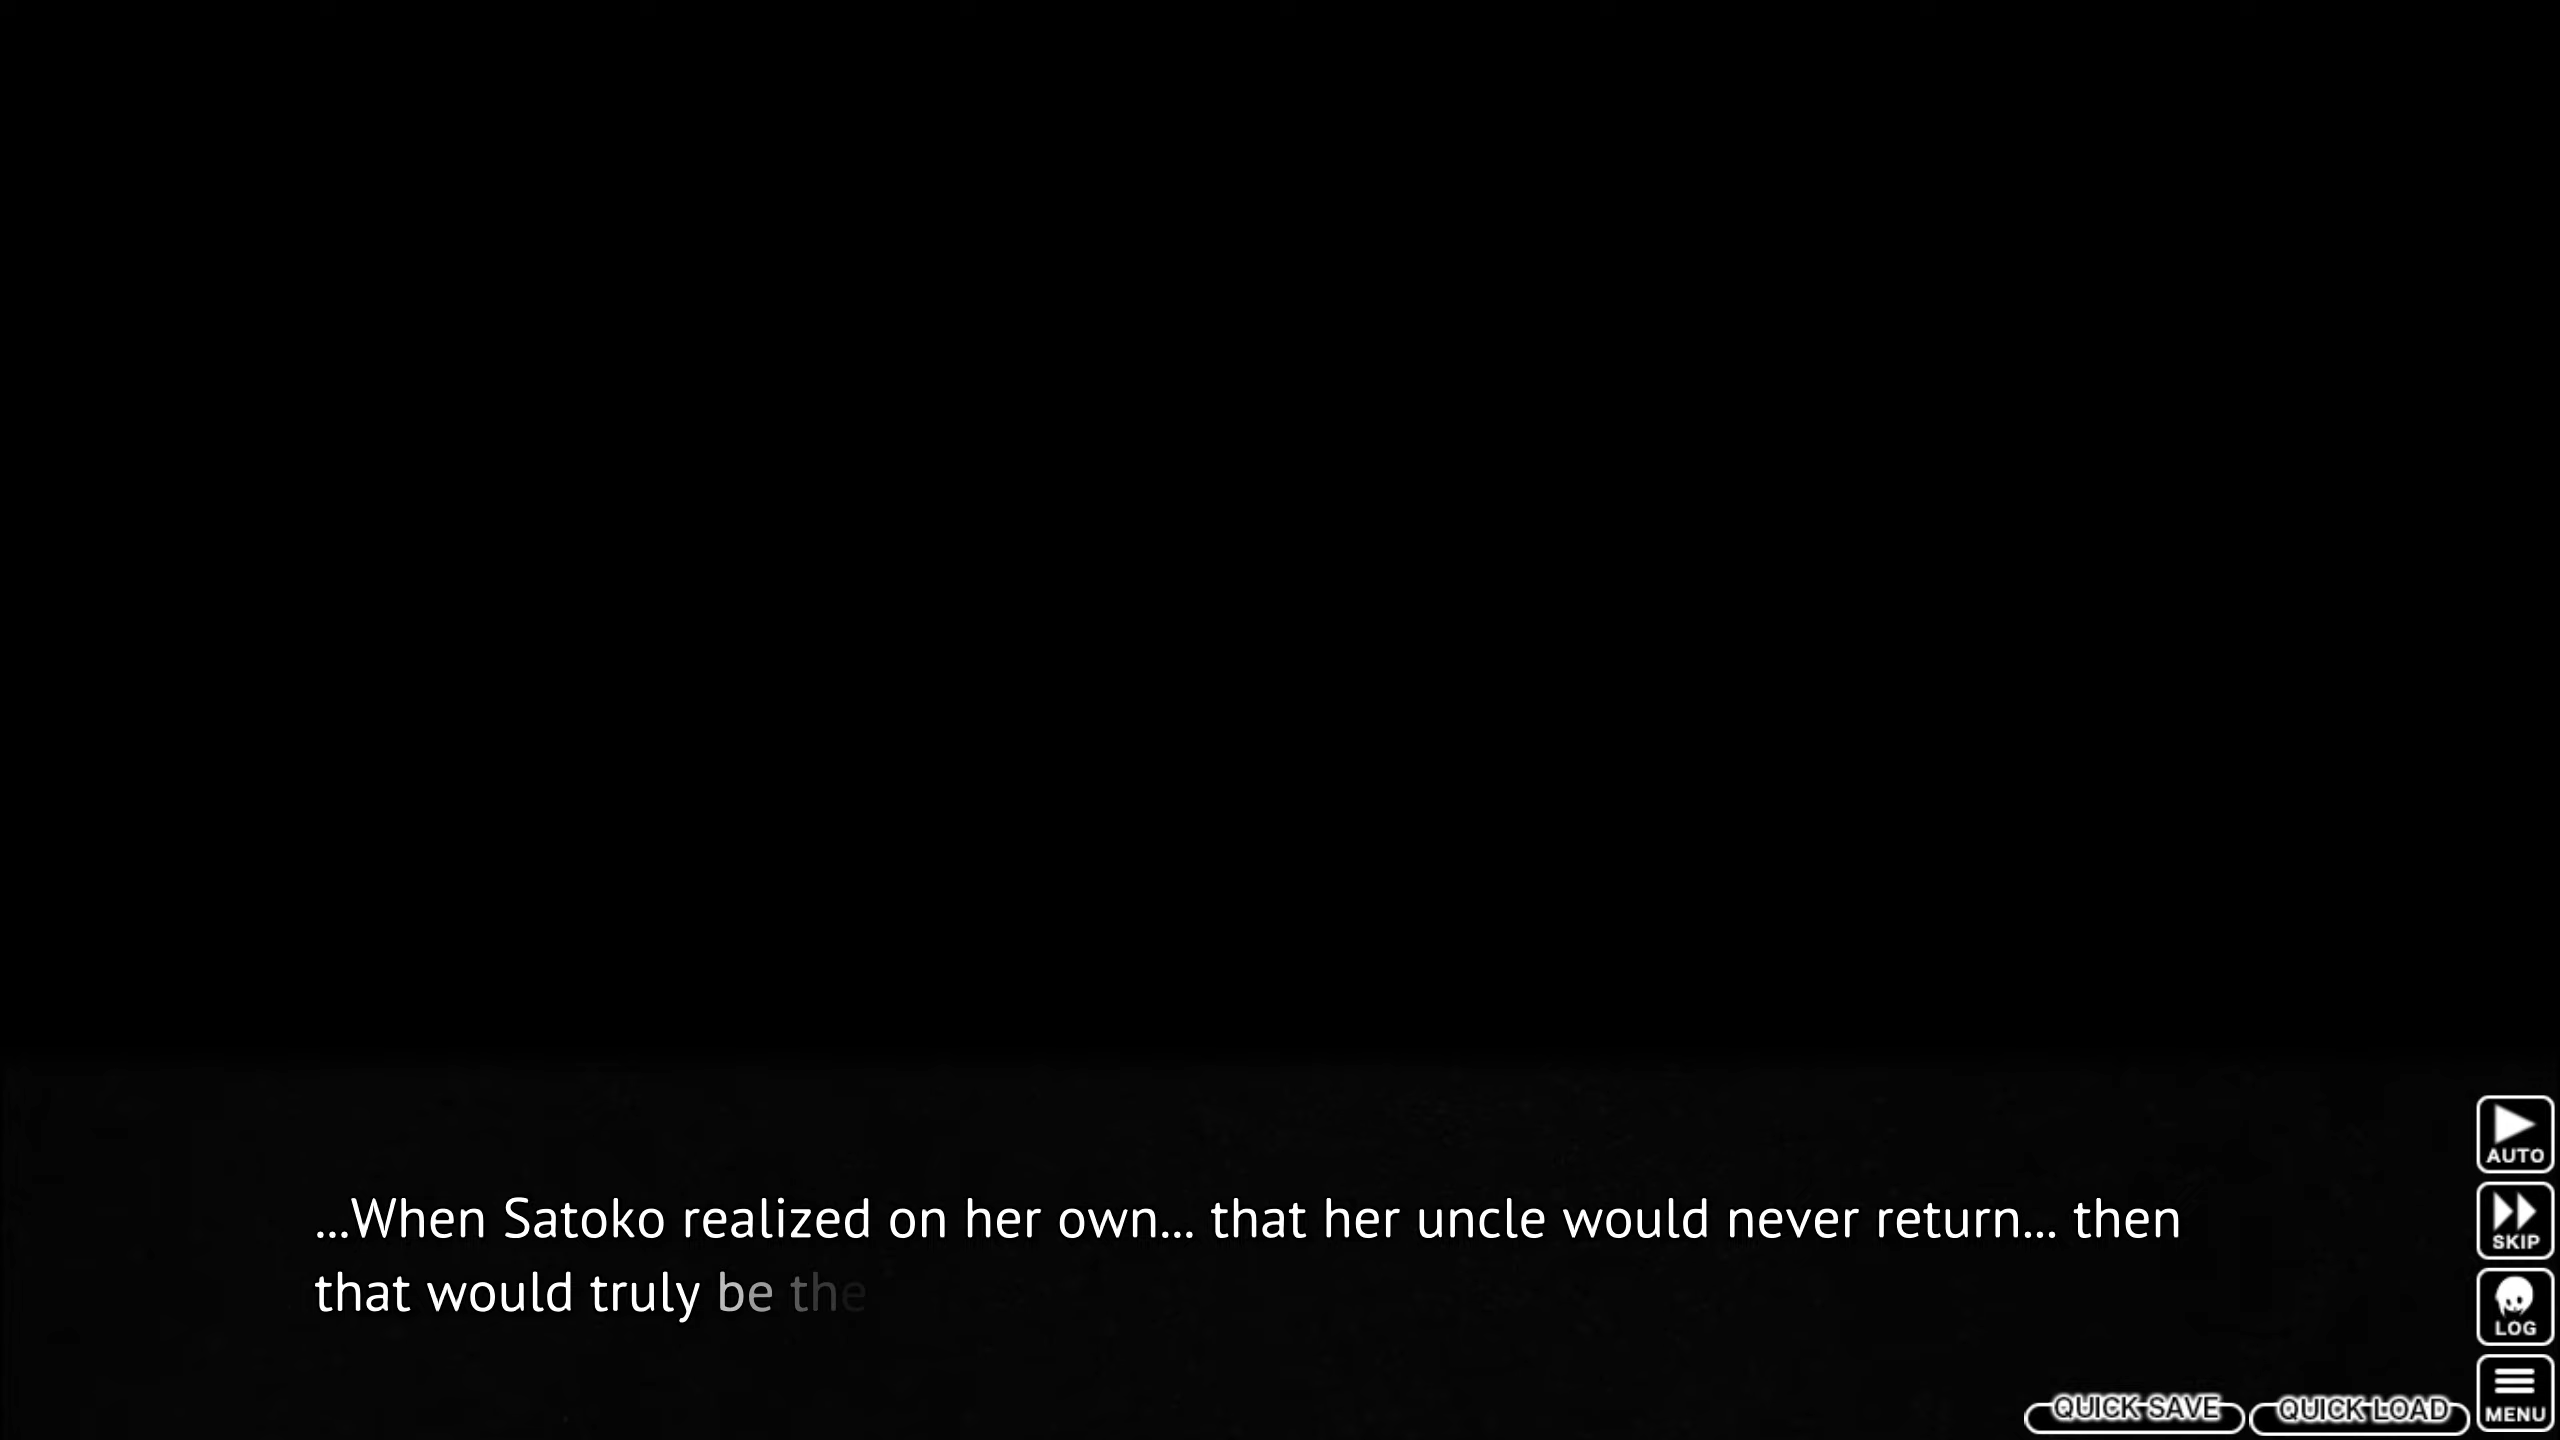 ...When Satoko realized on her own... that her uncle would never return... then
that would truly be the
AUTO
SKIP
LOG
MENU
QUICK SAVE QUICK LOAD